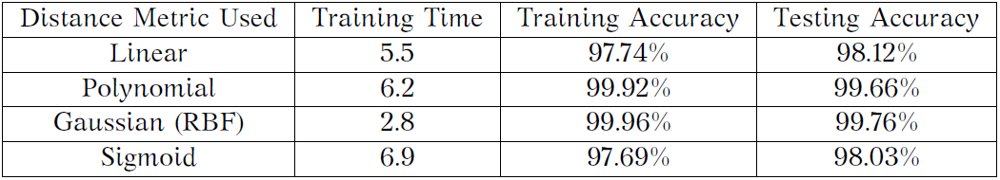 Distance Metric Used Training Time Training Accuracy Testing Accuracy
Linear 5.5 97.74% 98.12%
Polynomial 6.2 99.92% 99.66%
Gaussian (RBF) 2.8 99.96% 99.76%
Sigmoid 6.9 97.69% 98.03%